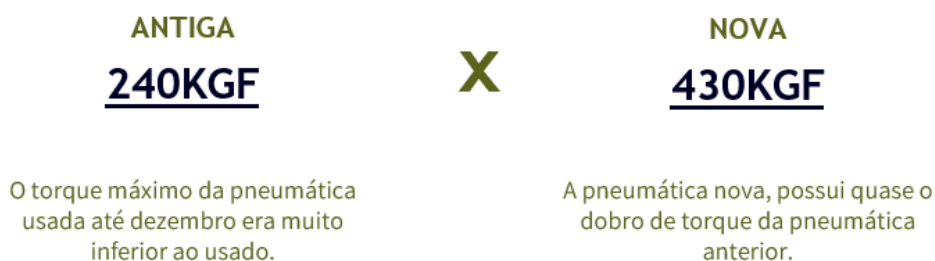 ANTIGA
240KGF
X
NOVA
430KGF
O torque máximo da pneumática
usada até dezembro era muito
inferior ao usado.
A pneumática nova, possui quase o
dobro de torque da pneumática
anterior.